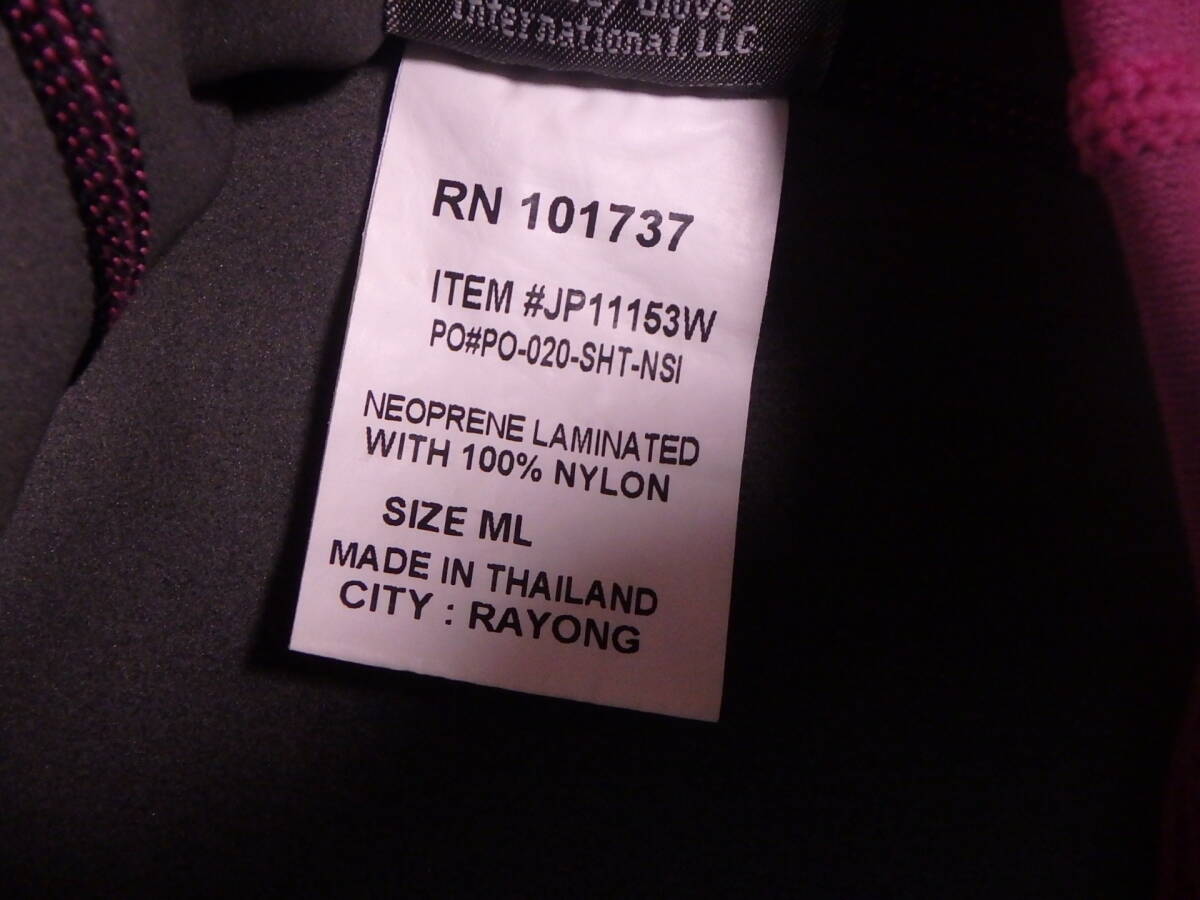 Glove
International, LLC.
RN 101737
ITEM #JP11153W
PO#PO-020-SHT-NSI
NEOPRENE LAMINATED
WITH 100% NYLON
SIZE ML
MADE IN THAILAND
CITY : RAYONG